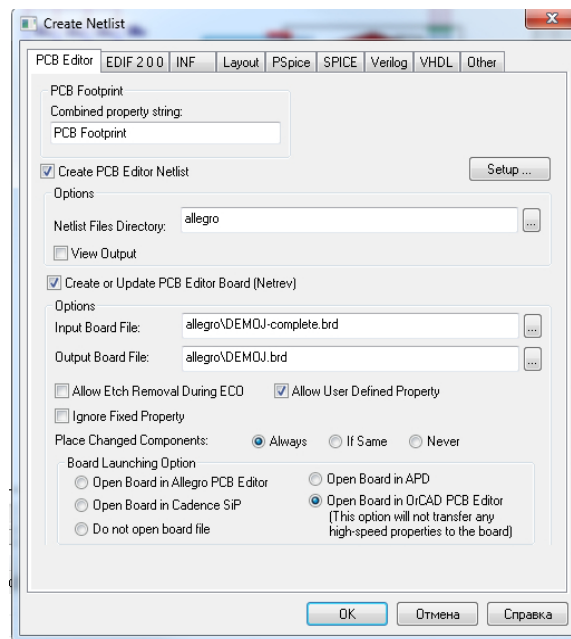 Create Netlist
PCB Editor EDIF 2 0 0 INF Layout PSpice SPICE Verilog VHDL Other
PCB Footprint
Combined property string:
PCB Footprint
Create PCB Editor Netlist Setup ...
Options
Netlist Files Directory: allegro ...
View Output
Create or Update PCB Editor Board (Netrev)
Options
Input Board File: allegro\DEMOJ-complete.brd ...
Output Board File: allegro\DEMOJ.brd ...
Allow Etch Removal During ECO Allow User Defined Property
Ignore Fixed Property
Place Changed Components: Always If Same Never
Board Launching Option
Open Board in Allegro PCB Editor Open Board in APD
Open Board in Cadence SiP Open Board in OrCAD PCB Editor
Do not open board file (This option will not transfer any
high-speed properties to the board)
OK Отмена Справка